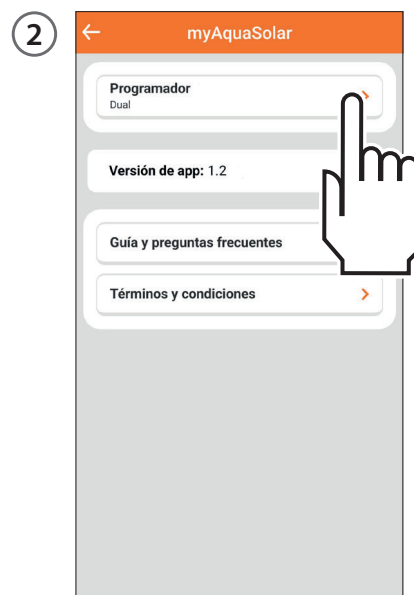 2
myAquaSolar
Programador
Dual
Versión de app: 1.2
Guía y preguntas frecuentes
Términos y condiciones